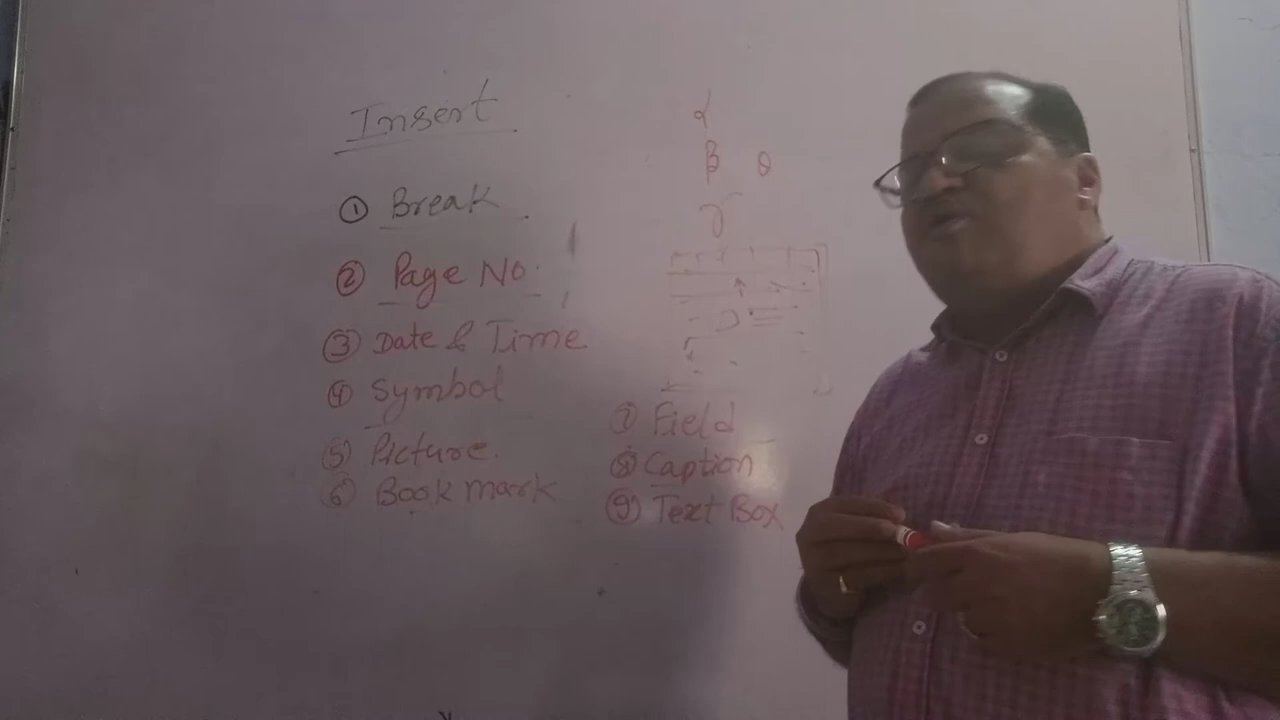 Insert
① Break
② Page No.
③ Date & Time
④ Symbol
⑤ Picture.
⑥ Book mark
α
β θ
γ
⑦ Field
⑧ Caption
⑨ Text Box